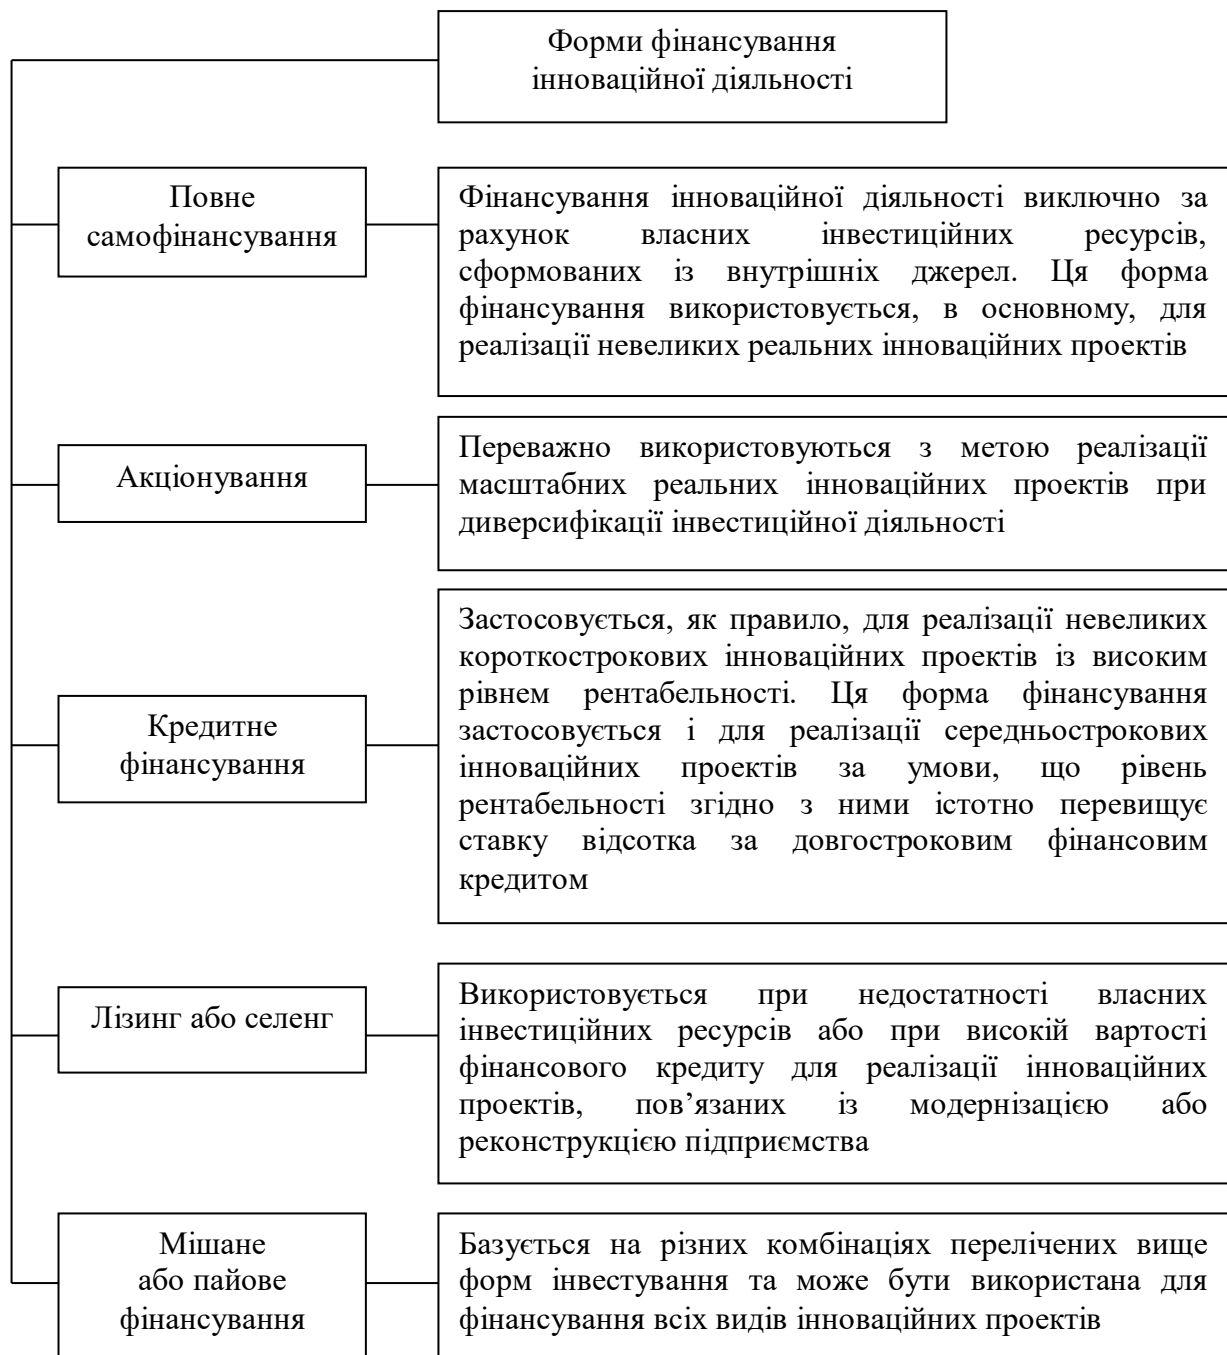 Форми фінансування
інноваційної діяльності
Повне
самофінансування
Фінансування інноваційної діяльності виключно за
рахунок власних інвестиційних ресурсів,
сформованих із внутрішніх джерел. Ця форма
фінансування використовується, в основному, для
реалізації невеликих реальних інноваційних проектів
Акціонування
Переважно використовуються з метою реалізації
масштабних реальних інноваційних проектів при
диверсифікації інвестиційної діяльності
Кредитне
фінансування
Застосовується, як правило, для реалізації невеликих
короткострокових інноваційних проектів із високим
рівнем рентабельності. Ця форма фінансування
застосовується і для реалізації середньострокових
інноваційних проектів за умови, що рівень
рентабельності згідно з ними істотно перевищує
ставку відсотка за довгостроковим фінансовим
кредитом
Лізинг або селенг
Використовується при недостатності власних
інвестиційних ресурсів або при високій вартості
фінансового кредиту для реалізації інноваційних
проектів, пов’язаних із модернізацією або
реконструкцією підприємства
Мішане
або пайове
фінансування
Базується на різних комбінаціях перелічених вище
форм інвестування та може бути використана для
фінансування всіх видів інноваційних проектів